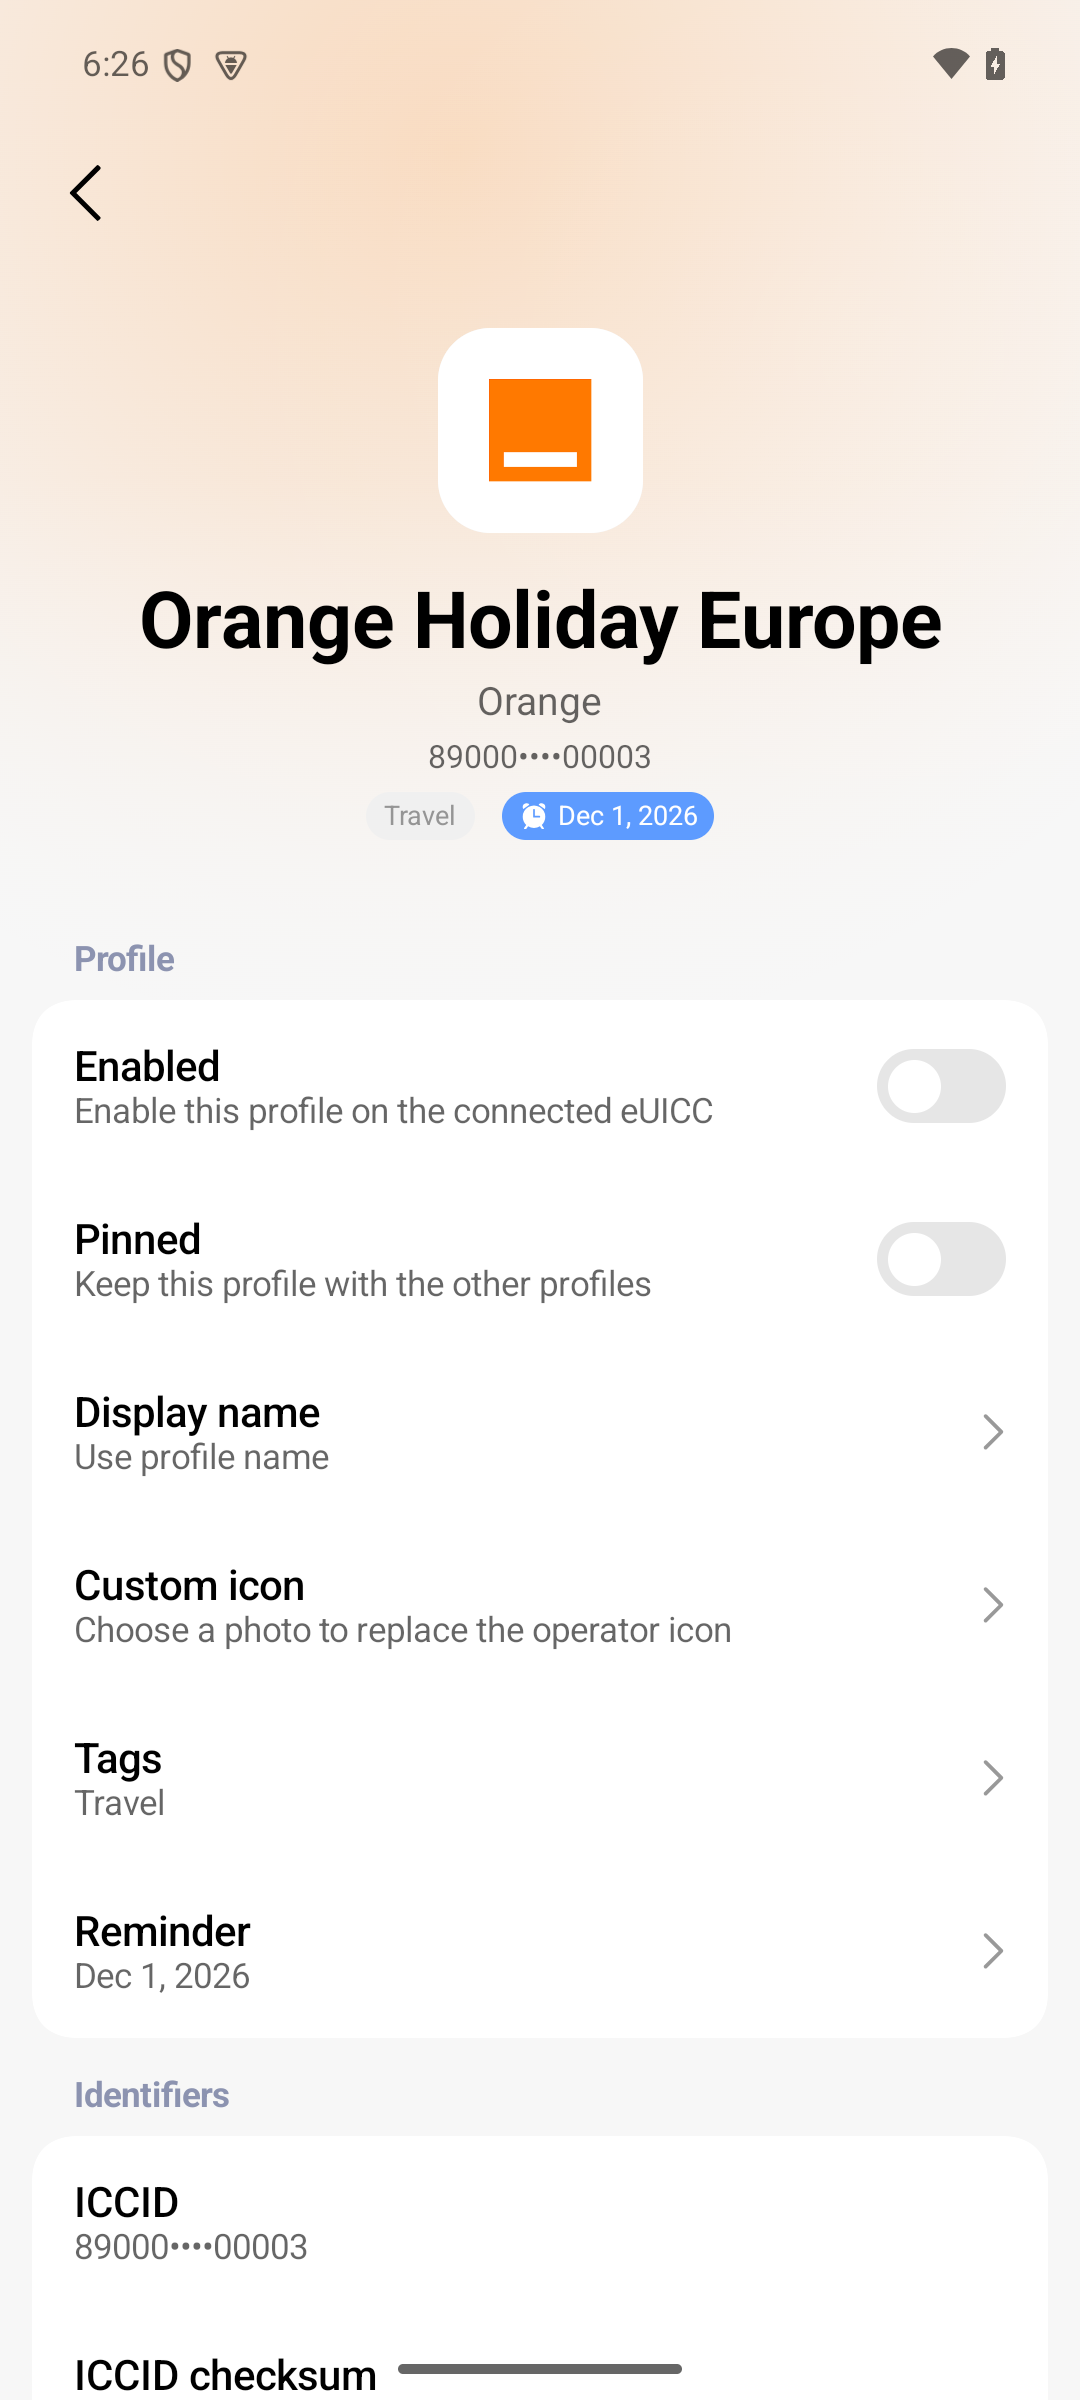 6:26
Orange Holiday Europe
Orange
89000••••00003
Travel
Dec 1, 2026
Profile
Enabled
Enable this profile on the connected eUICC
Pinned
Keep this profile with the other profiles
Display name
Use profile name
Custom icon
Choose a photo to replace the operator icon
Tags
Travel
Reminder
Dec 1, 2026
Identifiers
ICCID
89000••••00003
ICCID checksum